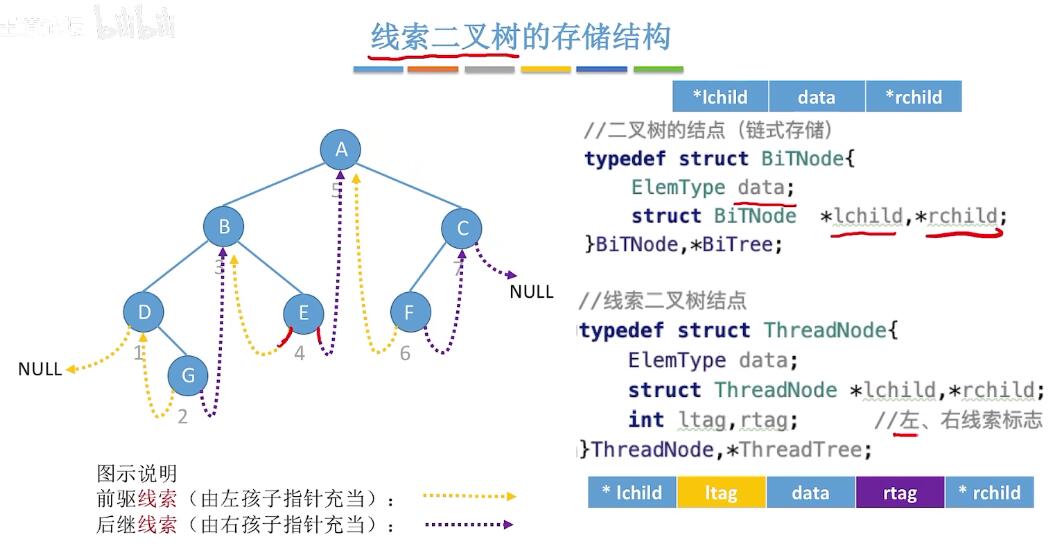 bilibili
线索二叉树的存储结构
*lchild data *rchild
//二叉树的结点（链式存储）
typedef struct BiTNode{
ElemType data;
struct BiTNode *lchild,*rchild;
}BiTNode,*BiTree;
A
5
B
3
C
7
NULL
D
1
E
4
F
6
NULL
G
2
//线索二叉树结点
typedef struct ThreadNode{
ElemType data;
struct ThreadNode *lchild,*rchild;
int ltag,rtag; //左、右线索标志
}ThreadNode,*ThreadTree;
* lchild ltag data rtag * rchild
图示说明
前驱线索（由左孩子指针充当）：
后继线索（由右孩子指针充当）：